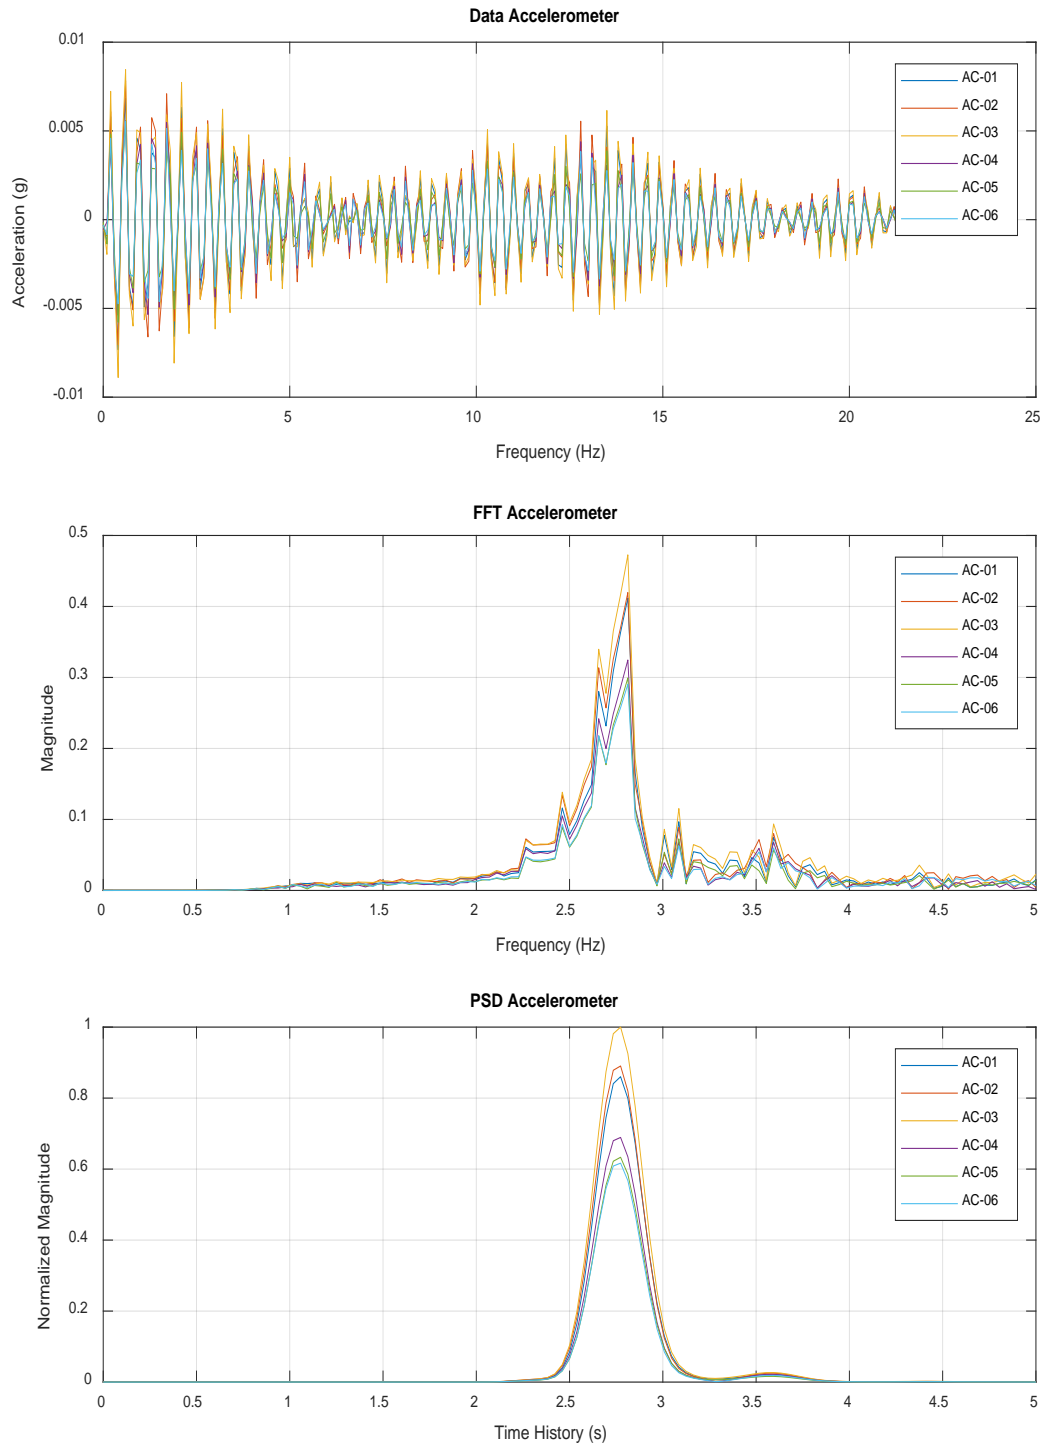 Data Accelerometer
0.01
0.005
0
-0.005
-0.01
Acceleration (g)
0 5 10 15 20 25
Frequency (Hz)
AC-01
AC-02
AC-03
AC-04
AC-05
AC-06
FFT Accelerometer
0.5
0.4
0.3
0.2
0.1
0
Magnitude
0 0.5 1 1.5 2 2.5 3 3.5 4 4.5 5
Frequency (Hz)
AC-01
AC-02
AC-03
AC-04
AC-05
AC-06
PSD Accelerometer
1
0.8
0.6
0.4
0.2
0
Normalized Magnitude
0 0.5 1 1.5 2 2.5 3 3.5 4 4.5 5
Time History (s)
AC-01
AC-02
AC-03
AC-04
AC-05
AC-06